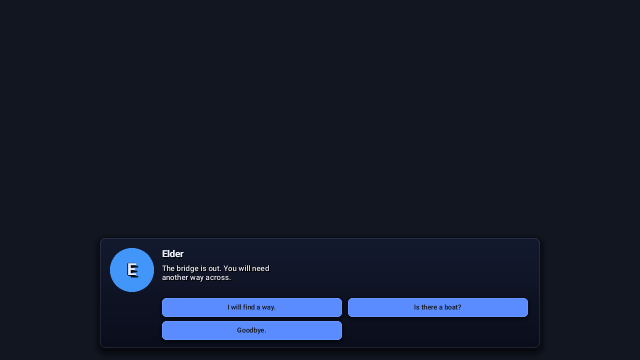 E
Elder
The bridge is out. You will need
another way across.
I will find a way.
Is there a boat?
Goodbye.